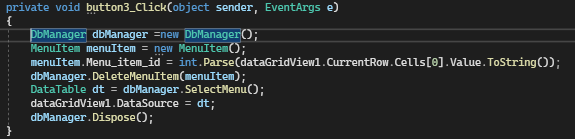 private void button3_Click(object sender, EventArgs e)
{
DbManager dbManager =new DbManager();
MenuItem menuItem = new MenuItem();
menuItem.Menu_item_id = int.Parse(dataGridView1.CurrentRow.Cells[0].Value.ToString());
dbManager.DeleteMenuItem(menuItem);
DataTable dt = dbManager.SelectMenu();
dataGridView1.DataSource = dt;
dbManager.Dispose();
}